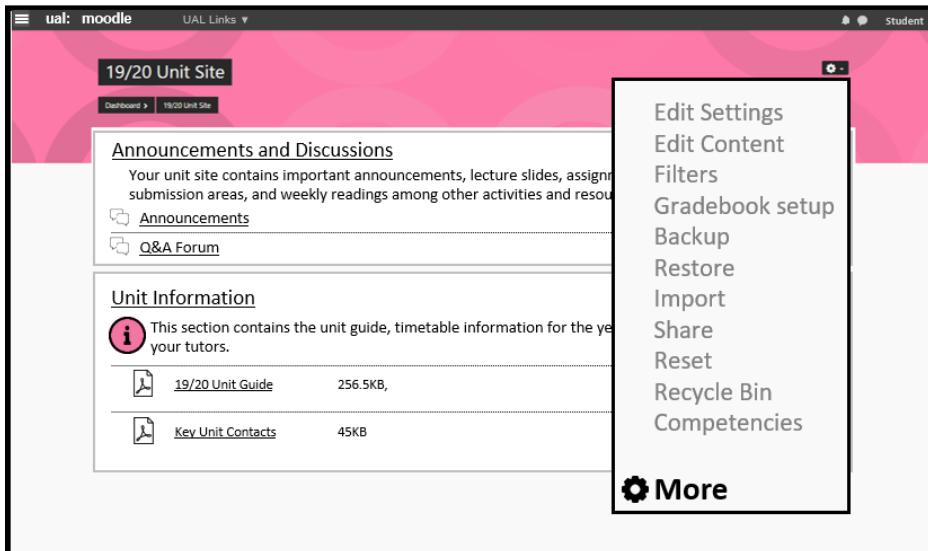 ual: moodle UAL Links ▼ Student
19/20 Unit Site
Dashboard > 19/20 Unit Site
Announcements and Discussions
Your unit site contains important announcements, lecture slides,
submission areas, and weekly readings among other activities and
Announcements
Q&A Forum
Unit Information
This section contains the unit guide, timetable information for the
your tutors.
19/20 Unit Guide 256.5KB,
Key Unit Contacts 45KB
Edit Settings
Edit Content
Filters
Gradebook setup
Backup
Restore
Import
Share
Reset
Recycle Bin
Competencies
More